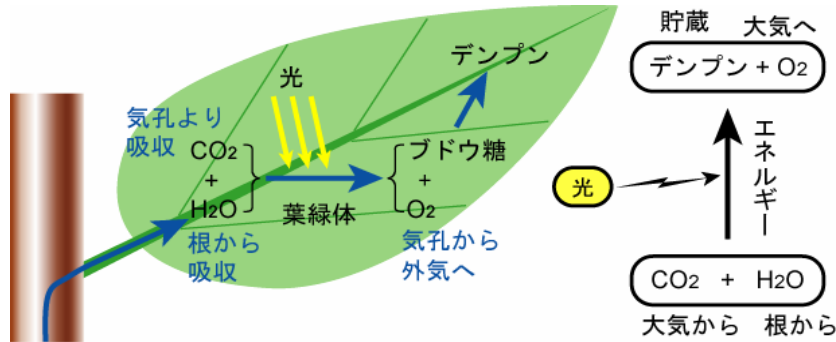 デンプン
光
気孔より
吸収
CO2
+
H2O
根から
吸収
葉緑体
ブドウ糖
+
O2
気孔から
外気へ
貯蔵 大気へ
デンプン + O2
エネルギー
光
CO2 + H2O
大気から 根から